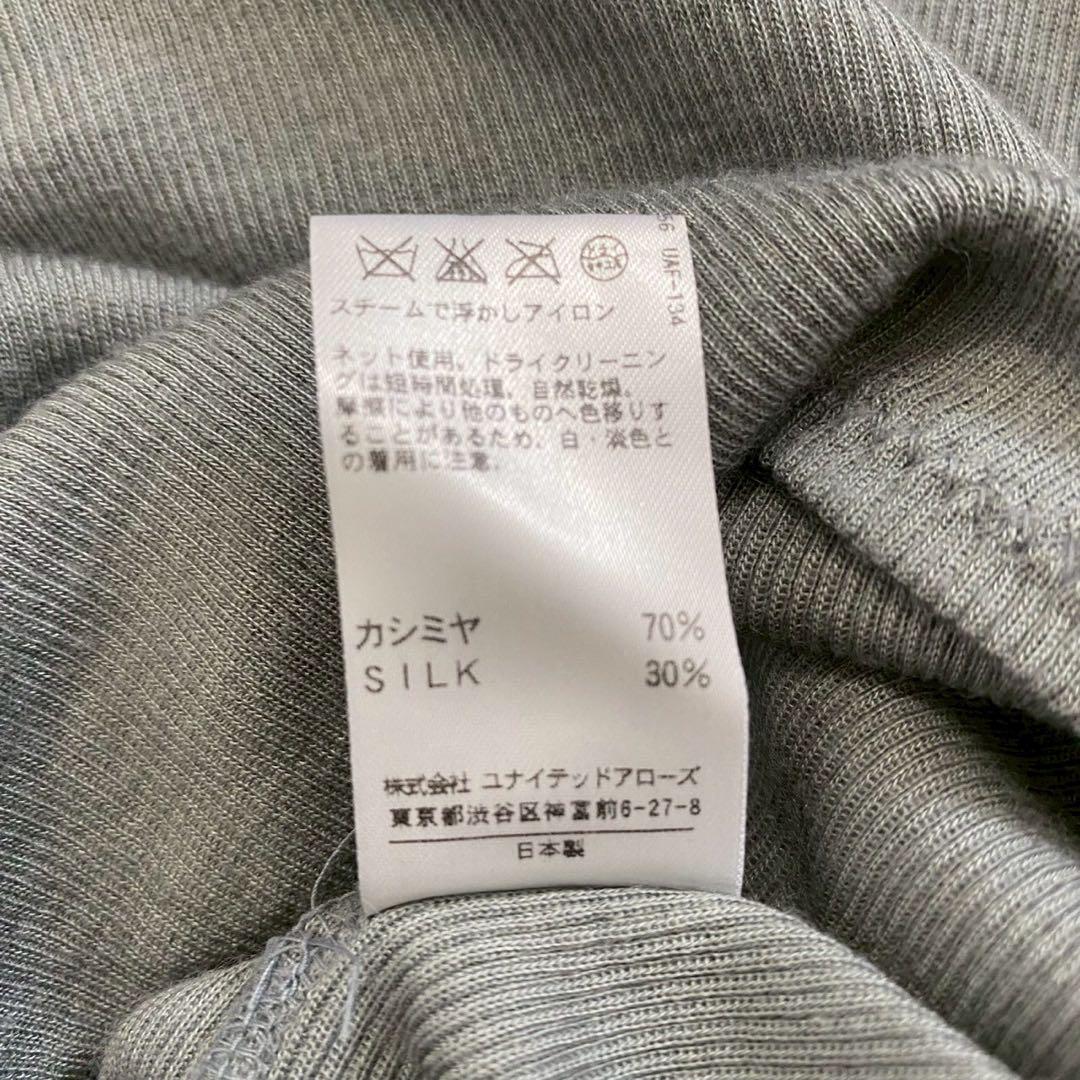 スチームで浮かしアイロン
ネット使用。ドライクリーニン
グは短時間処理。自然乾燥。
摩擦により他のものへ色移りす
ることがあるため、白・淡色と
の着用に注意。
カシミヤ 70%
SILK 30%
株式会社 ユナイテッドアローズ
東京都渋谷区神宮前6-27-8
日本製
56 UAF-134